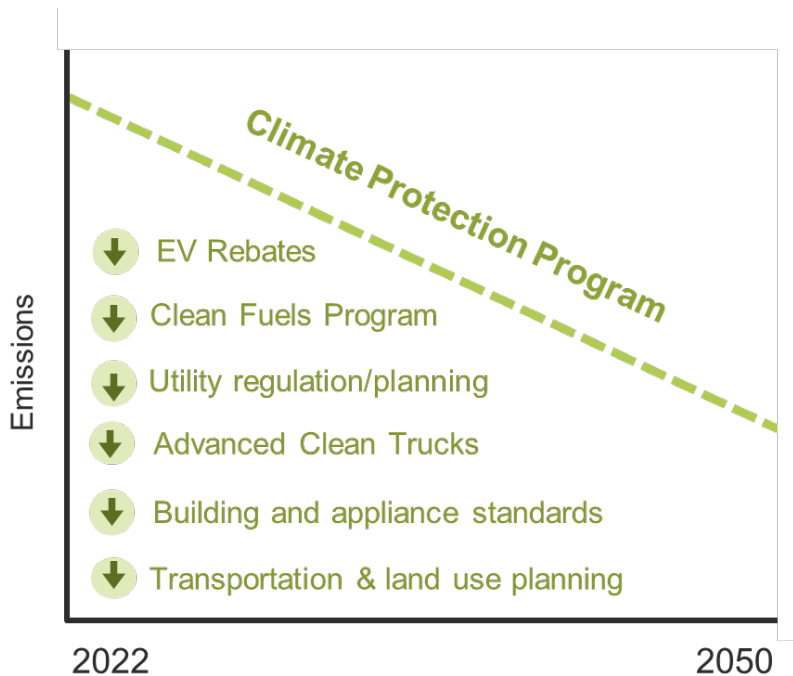 Climate Protection Program
EV Rebates
Clean Fuels Program
Utility regulation/planning
Advanced Clean Trucks
Building and appliance standards
Transportation & land use planning
Emissions
2022
2050